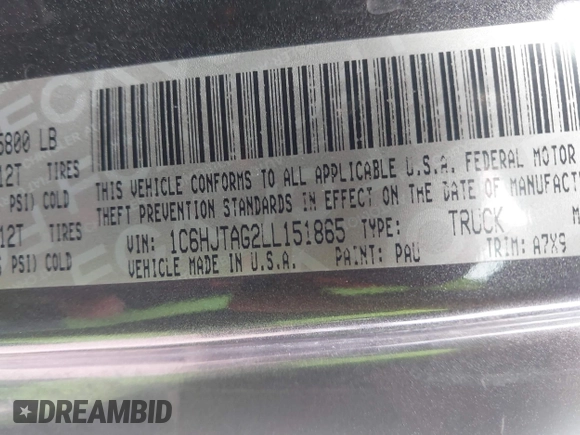 6800 LB
12T TIRES
PSI) COLD
12T TIRES
PSI) COLD
THIS VEHICLE CONFORMS TO ALL APPLICABLE U.S.A. FEDERAL MOTOR
THEFT PREVENTION STANDARDS IN EFFECT ON THE DATE OF MANUFACTUR
VIN: 1C6HJTAG2LL151865 TYPE: TRUCK
VEHICLE MADE IN U.S.A. PAINT: PAU TRIM: A7X9
DREAMBID